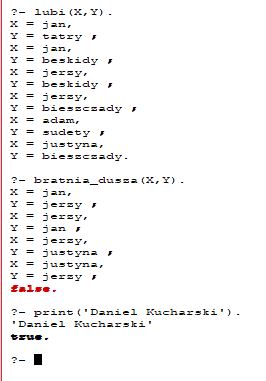 ?- lubi(X,Y).
X = jan,
Y = tatry ;
X = jan,
Y = beskidy ;
X = jerzy,
Y = beskidy ;
X = jerzy,
Y = bieszczady ;
X = adam,
Y = sudety ;
X = justyna,
Y = bieszczady.
?- bratnia_dusza(X,Y).
X = jan,
Y = jerzy ;
X = jerzy,
Y = jan ;
X = jerzy,
Y = justyna ;
X = justyna,
Y = jerzy ;
false.
?- print('Daniel Kucharski').
'Daniel Kucharski'
true.
?-